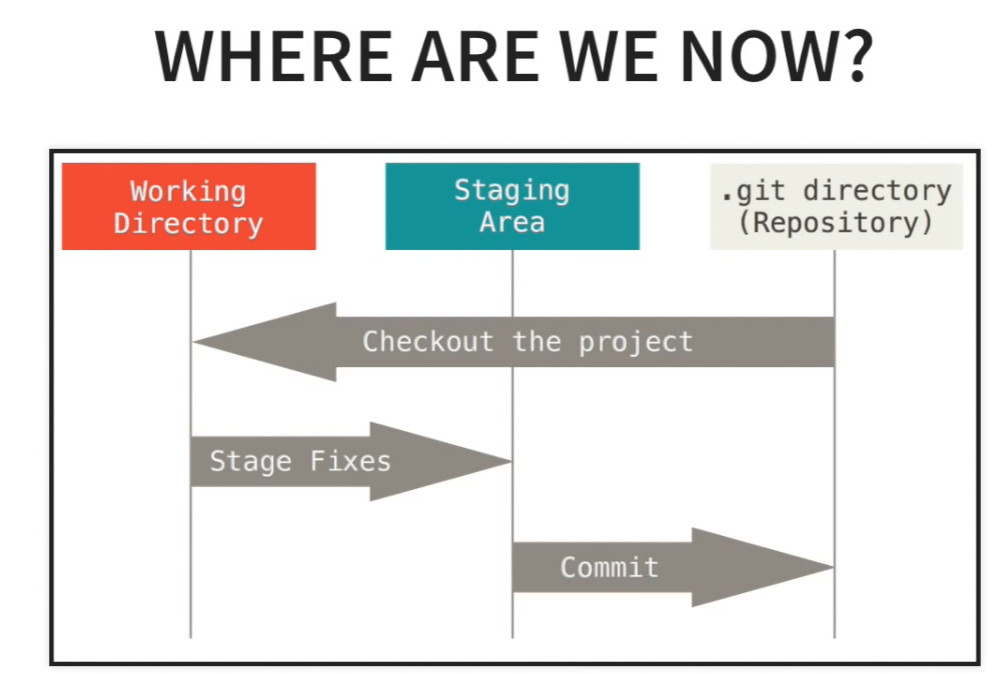 WHERE ARE WE NOW?
Working
Directory
Staging
Area
.git directory
(Repository)
Checkout the project
Stage Fixes
Commit